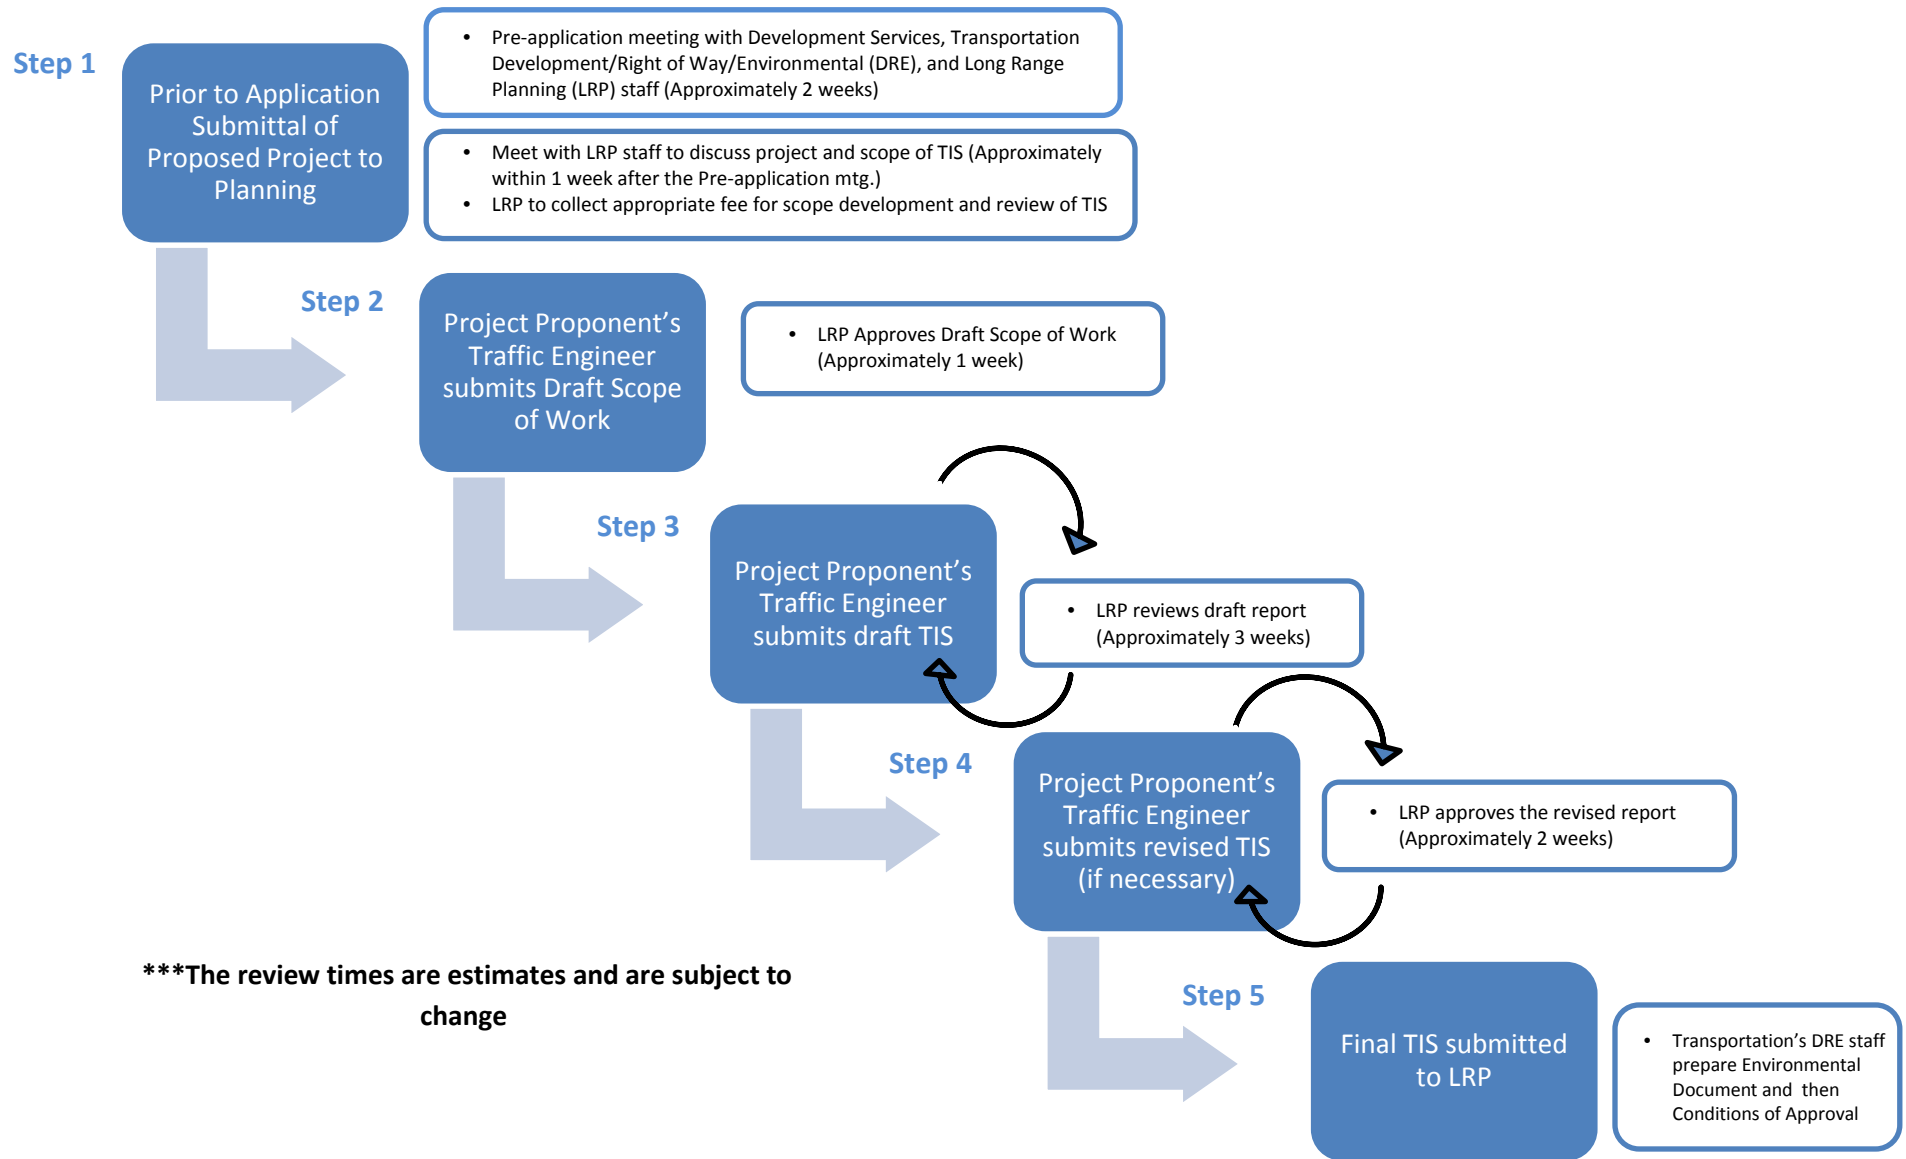 Step 1
Prior to Application
Submittal of
Proposed Project to
Planning
• Pre-application meeting with Development Services, Transportation
Development/Right of Way/Environmental (DRE), and Long Range
Planning (LRP) staff (Approximately 2 weeks)
• Meet with LRP staff to discuss project and scope of TIS (Approximately
within 1 week after the Pre-application mtg.)
• LRP to collect appropriate fee for scope development and review of TIS
Step 2
Project Proponent’s
Traffic Engineer
submits Draft Scope
of Work
• LRP Approves Draft Scope of Work
(Approximately 1 week)
Step 3
Project Proponent’s
Traffic Engineer
submits draft TIS
• LRP reviews draft report
(Approximately 3 weeks)
Step 4
Project Proponent’s
Traffic Engineer
submits revised TIS
(if necessary)
• LRP approves the revised report
(Approximately 2 weeks)
***The review times are estimates and are subject to
change
Step 5
Final TIS submitted
to LRP
• Transportation’s DRE staff
prepare Environmental
Document and then
Conditions of Approval